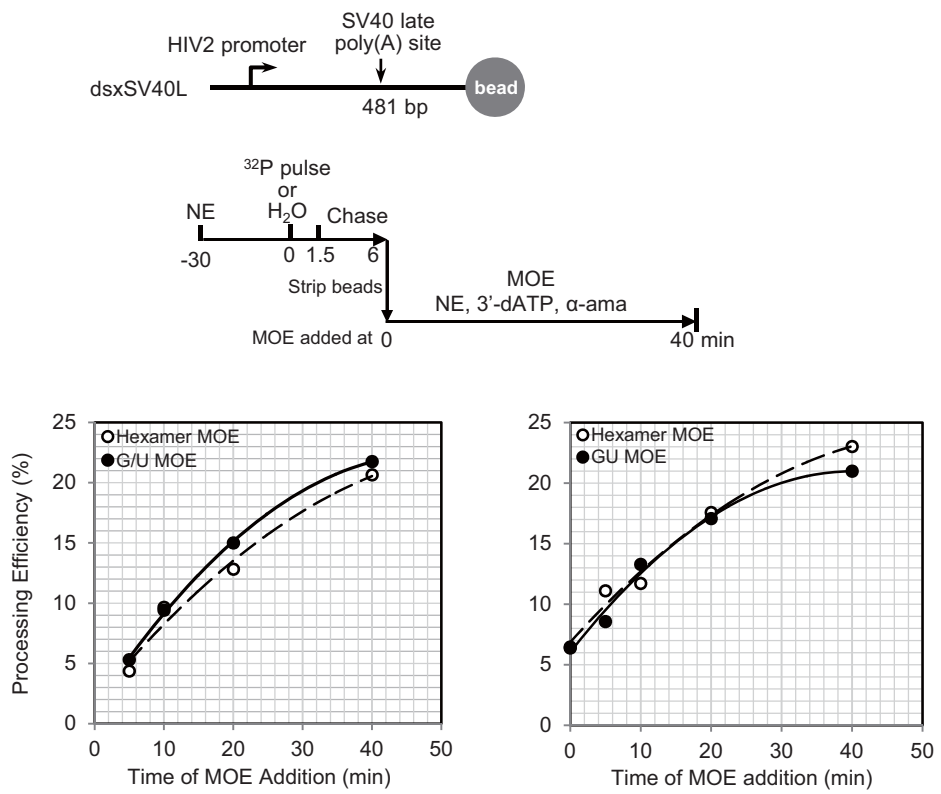 SV40 late
poly(A) site
HIV2 promoter
dsxSV40L
bead
481 bp
32P pulse
or
H2O
NE
Chase
-30
0
1.5
6
Strip beads
MOE
NE, 3'-dATP, α-ama
MOE added at 0
40 min
Processing Efficiency (%)
25
20
15
10
5
0
Hexamer MOE
G/U MOE
0 10 20 30 40 50
Time of MOE Addition (min)
25
20
15
10
5
0
Hexamer MOE
GU MOE
0 10 20 30 40 50
Time of MOE addition (min)